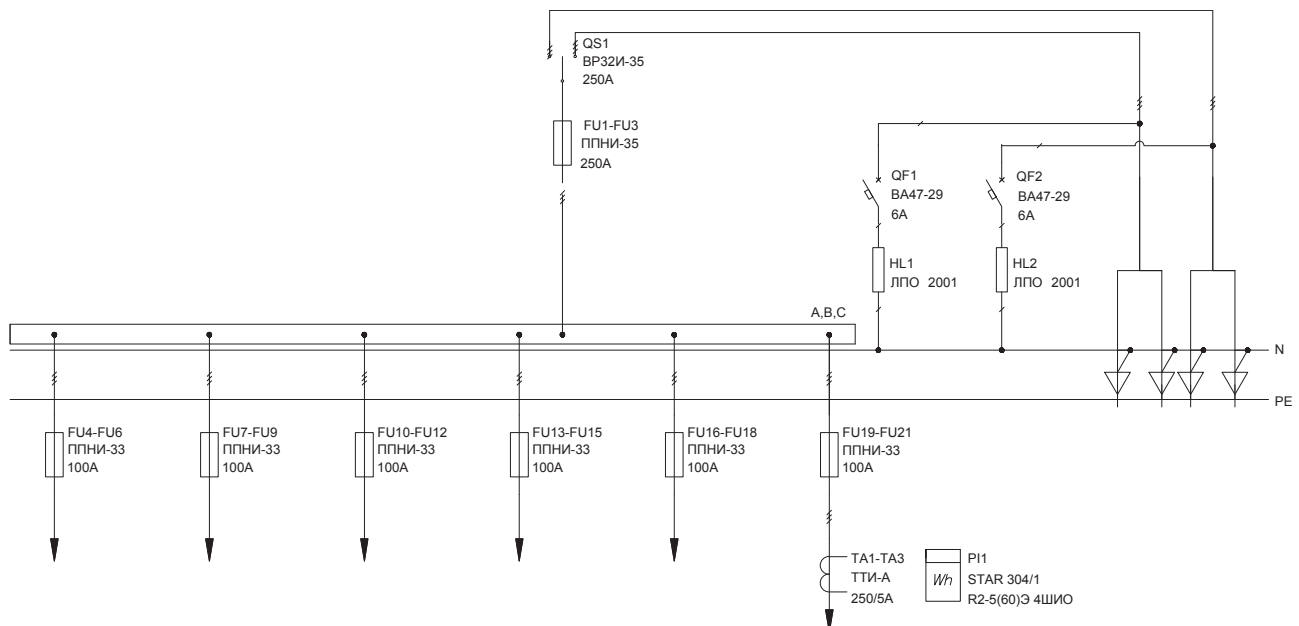 QS1
ВР32И-35
250А
FU1-FU3
ППНИ-35
250А
QF1
ВА47-29
6А
QF2
ВА47-29
6А
HL1
ЛПО 2001
HL2
ЛПО 2001
A,B,C
N
PE
FU4-FU6
ППНИ-33
100А
FU7-FU9
ППНИ-33
100А
FU10-FU12
ППНИ-33
100А
FU13-FU15
ППНИ-33
100А
FU16-FU18
ППНИ-33
100А
FU19-FU21
ППНИ-33
100А
TA1-TA3
ТТИ-А
250/5А
PI1
Wh
STAR 304/1
R2-5(60)Э 4ШИО